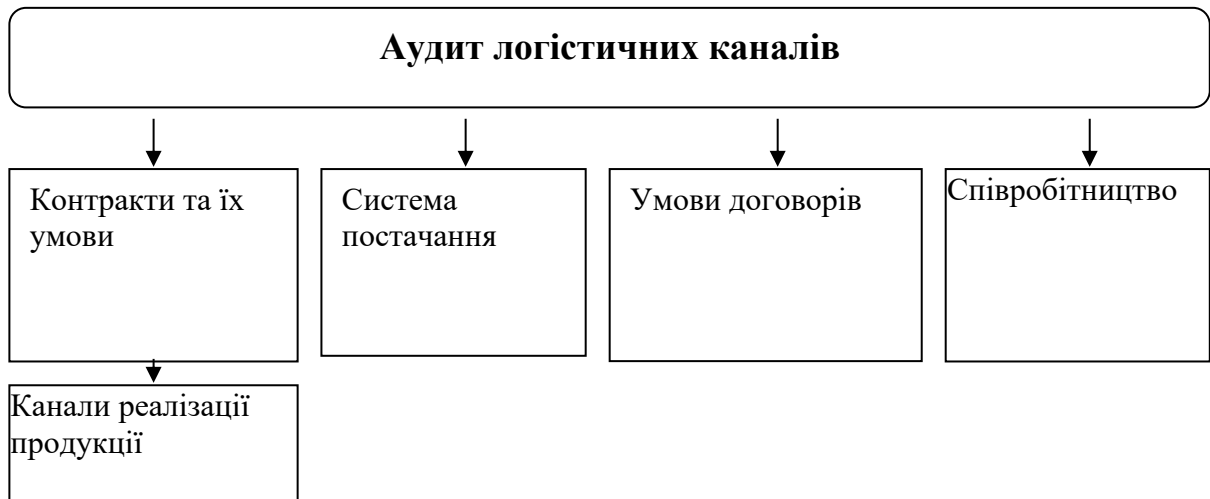 Аудит логістичних каналів
Контракти та їх
умови
Система
постачання
Умови договорів
Співробітництво
Канали реалізації
продукції